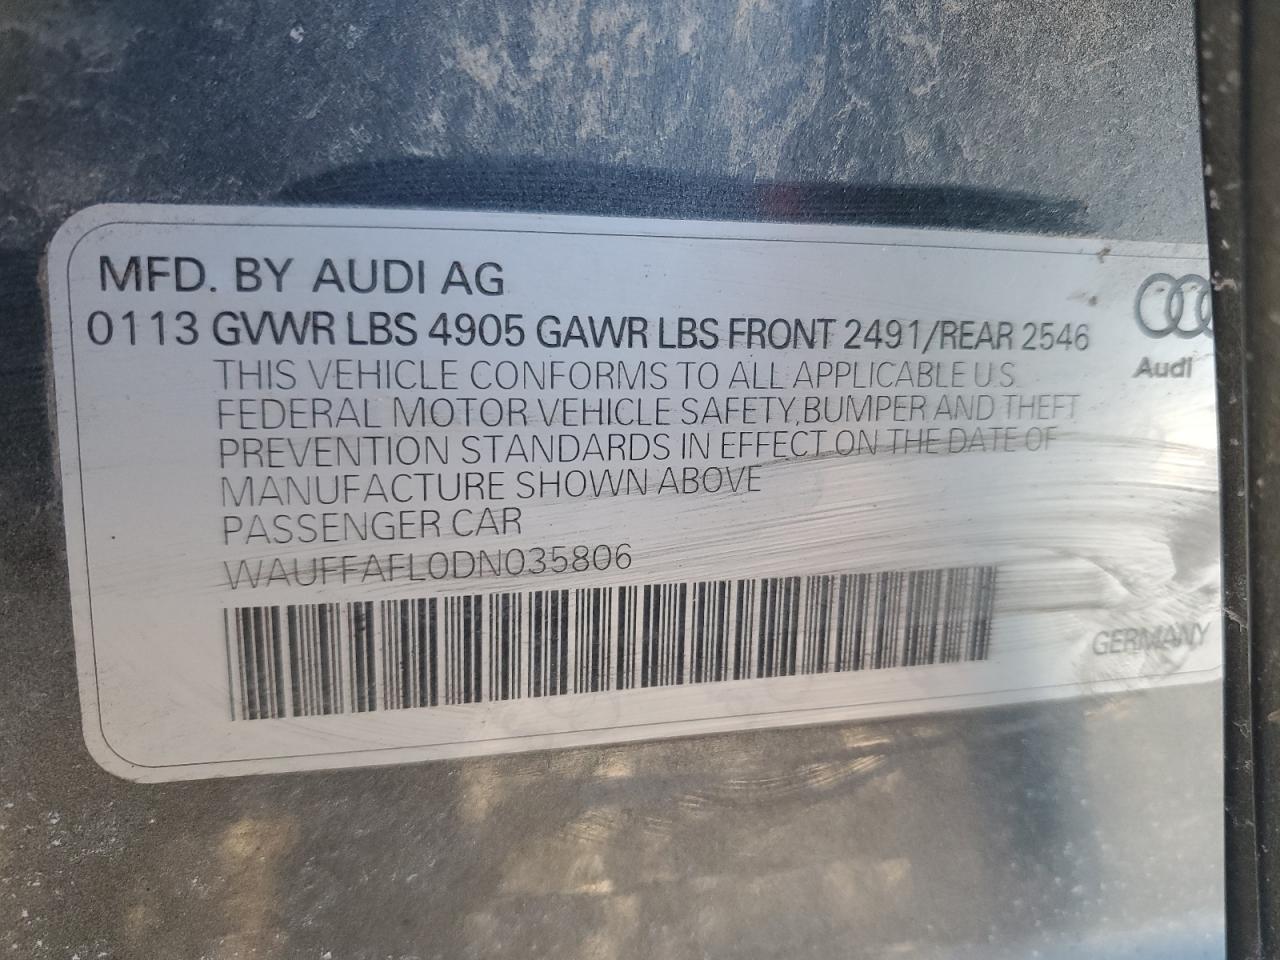 MFD. BY AUDI AG
0113 GVWR LBS 4905 GAWR LBS FRONT 2491/REAR 2546
THIS VEHICLE CONFORMS TO ALL APPLICABLE U.S.
FEDERAL MOTOR VEHICLE SAFETY, BUMPER AND THEFT
PREVENTION STANDARDS IN EFFECT ON THE DATE OF
MANUFACTURE SHOWN ABOVE
PASSENGER CAR
WAUFFAFL0DN035806
Audi
GERMANY